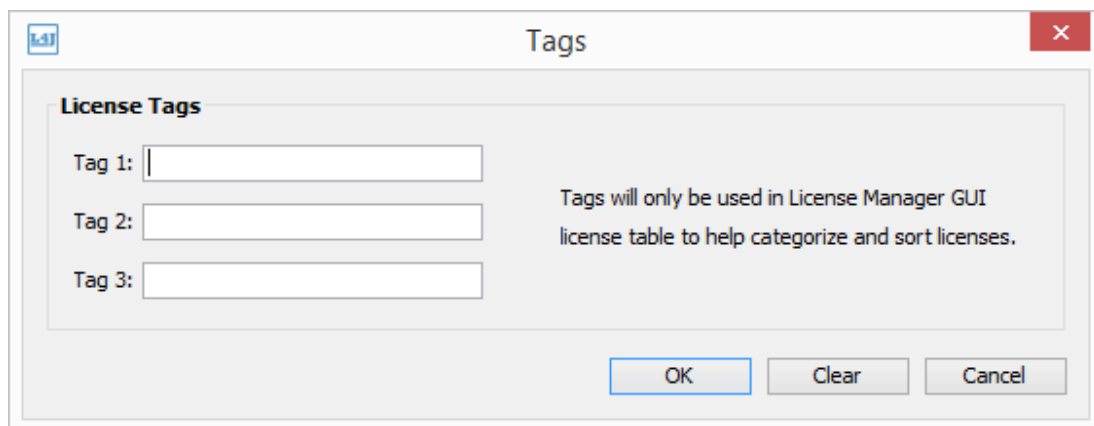 L4J
Tags
License Tags
Tag 1:
Tag 2:
Tag 3:
Tags will only be used in License Manager GUI
license table to help categorize and sort licenses.
OK
Clear
Cancel